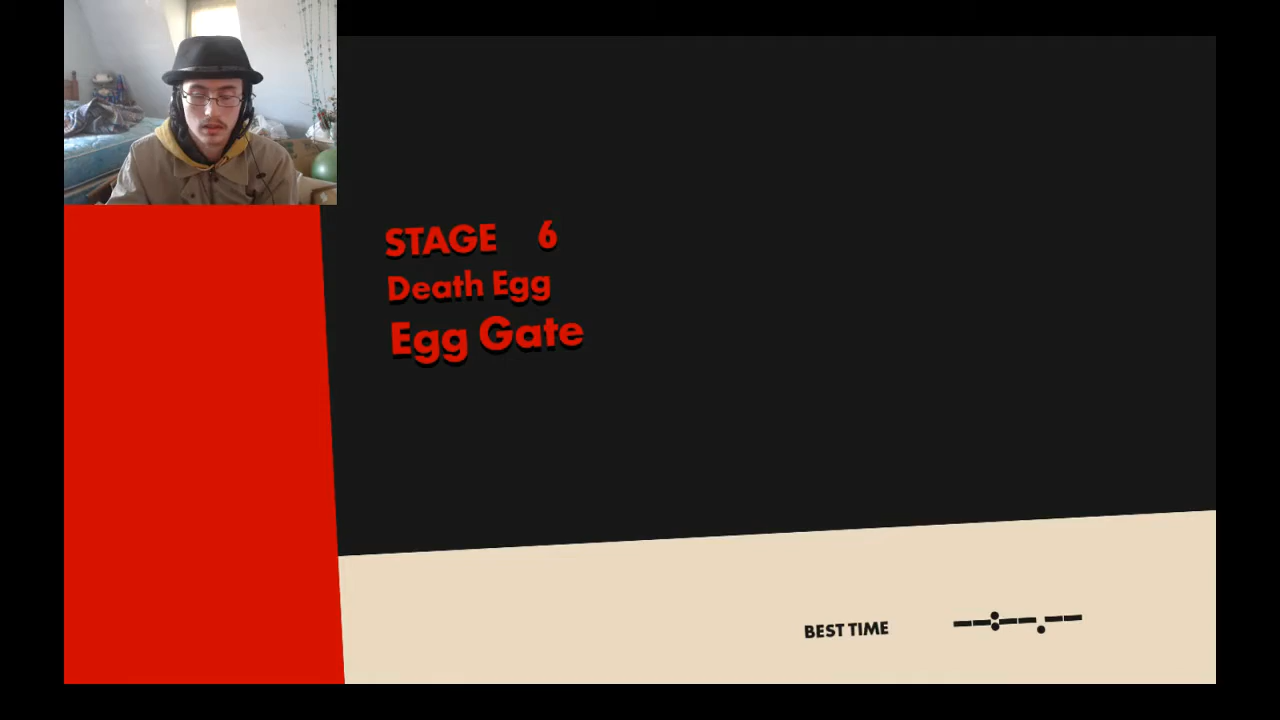 STAGE 6
Death Egg
Egg Gate
BEST TIME --:--.--